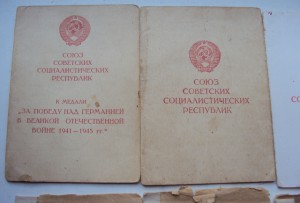 СОЮЗ
СОВЕТСКИХ
СОЦИАЛИСТИЧЕСКИХ
РЕСПУБЛИК
К МЕДАЛИ
"ЗА ПОБЕДУ НАД ГЕРМАНИЕЙ
В ВЕЛИКОЙ ОТЕЧЕСТВЕННОЙ
ВОЙНЕ 1941–1945 гг."
СОЮЗ
СОВЕТСКИХ
СОЦИАЛИСТИЧЕСКИХ
РЕСПУБЛИК